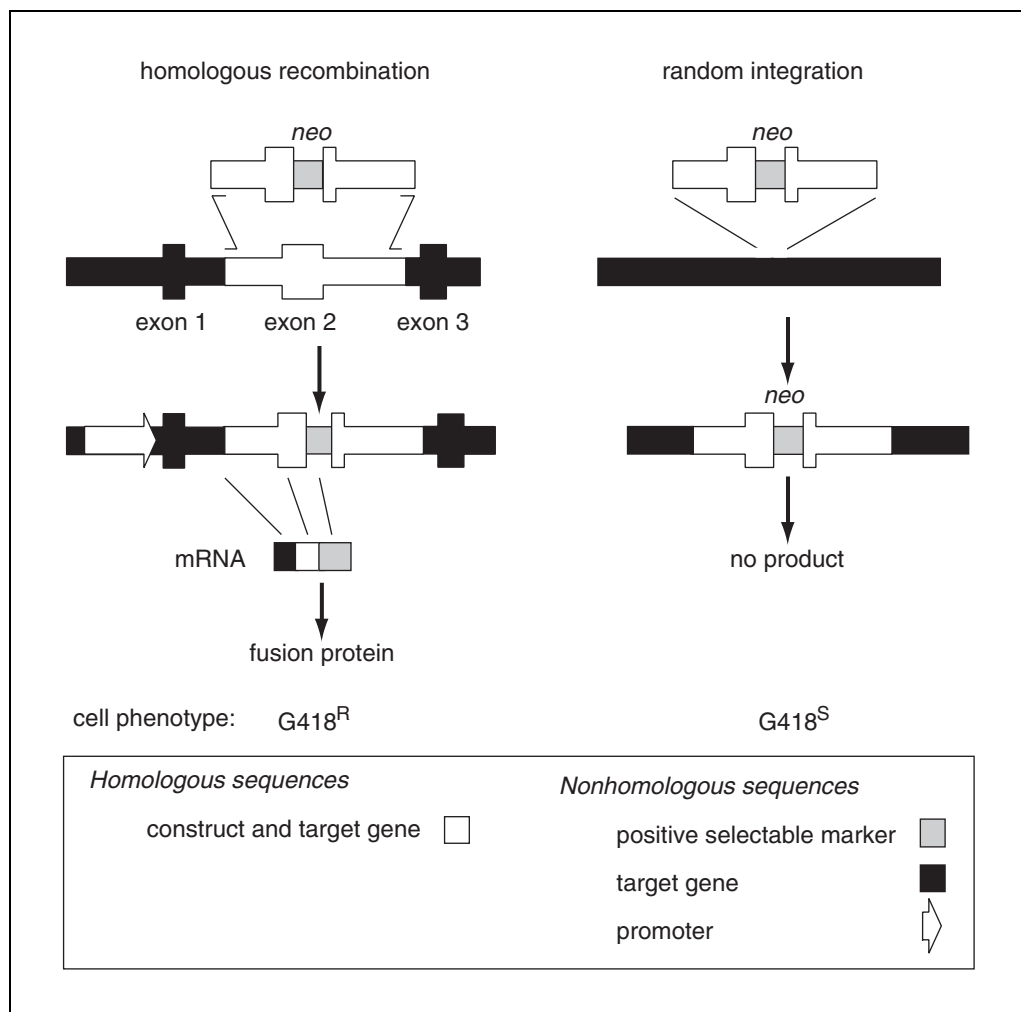 homologous recombination
random integration
neo
neo
exon 1
exon 2
exon 3
neo
mRNA
no product
fusion protein
cell phenotype:
G418R
G418S
Homologous sequences
Nonhomologous sequences
construct and target gene
positive selectable marker
target gene
promoter